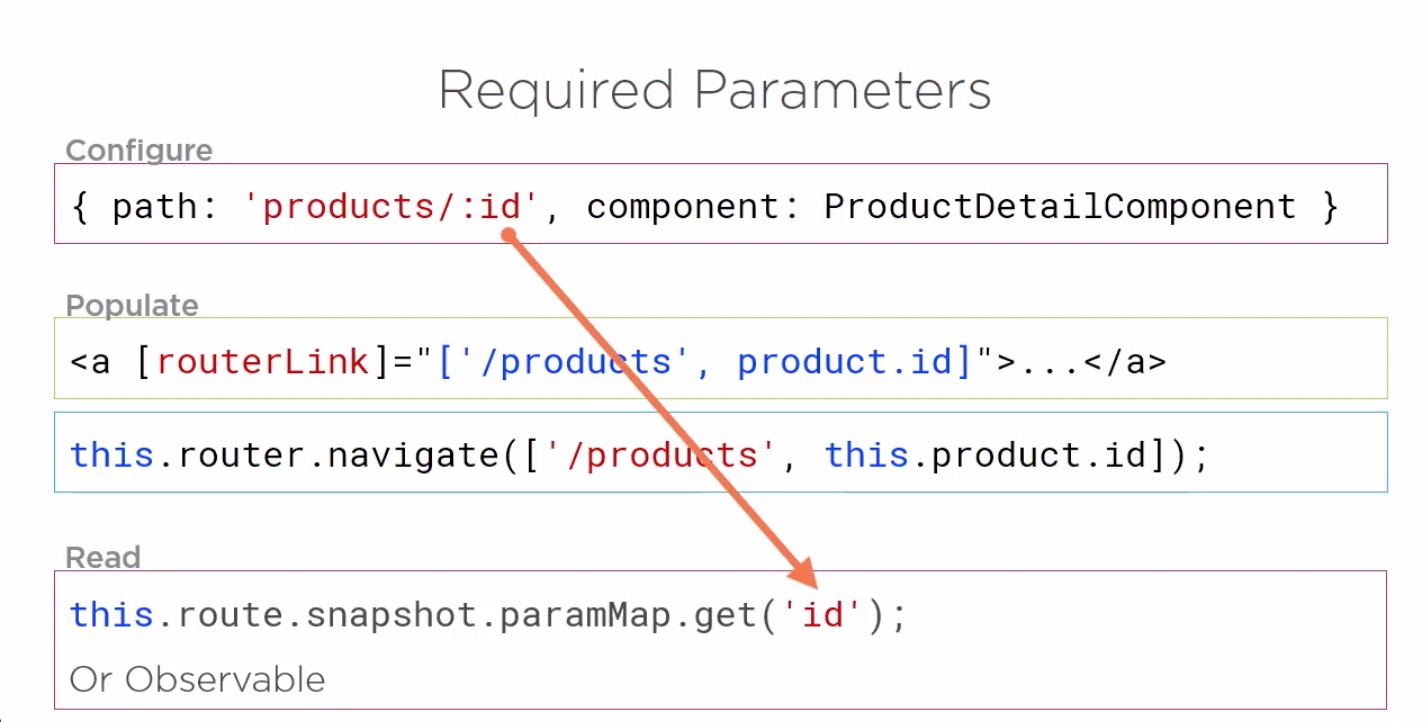 Required Parameters
Configure
{ path: 'products/:id', component: ProductDetailComponent }
Populate
<a [routerLink]="['/products', product.id]">...</a>
this.router.navigate(['/products', this.product.id]);
Read
this.route.snapshot.paramMap.get('id');
Or Observable